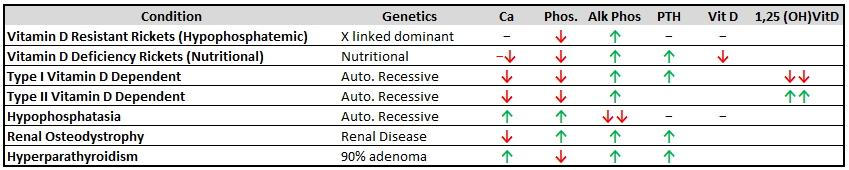 Condition Genetics Ca Phos. Alk Phos PTH Vit D 1,25 (OH)VitD
Vitamin D Resistant Rickets (Hypophosphatemic) X linked dominant – ↓ ↑ – –
Vitamin D Deficiency Rickets (Nutritional) Nutritional –↓ ↓ ↑ ↑ ↓
Type I Vitamin D Dependent Auto. Recessive ↓ ↓ ↑ ↑ ↓↓
Type II Vitamin D Dependent Auto. Recessive ↓ ↓ ↑ ↑↑
Hypophosphatasia Auto. Recessive ↑ ↑ ↓↓ – –
Renal Osteodystrophy Renal Disease ↓ ↑ ↑ ↑
Hyperparathyroidism 90% adenoma ↑ ↓ ↑ ↑